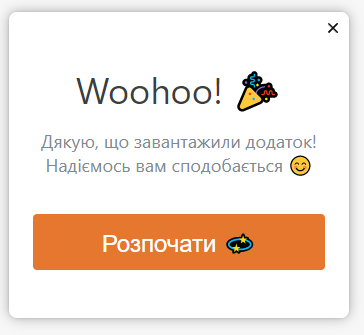 Woohoo! 🎉
Дякую, що завантажили додаток!
Надіємось вам сподобається 😊
Розпочати 💫